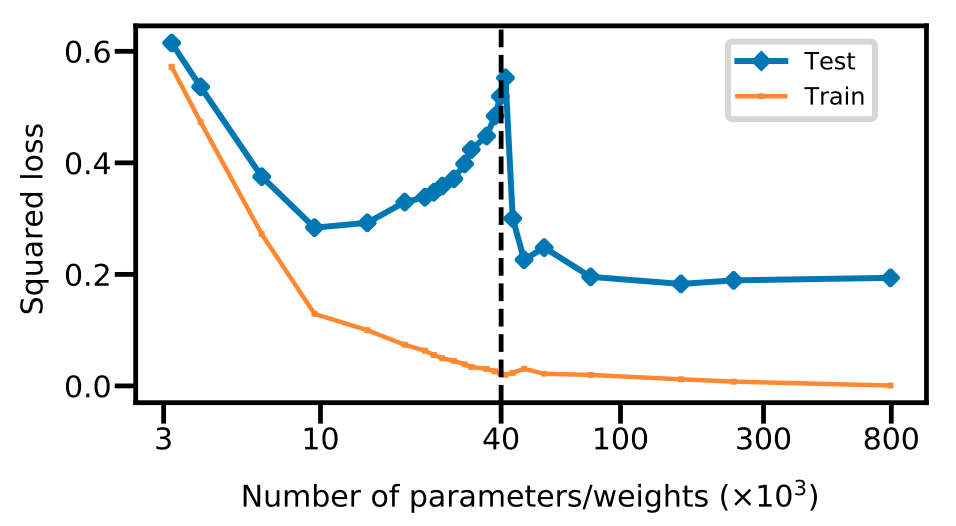 0.6
0.4
0.2
0.0
Squared loss
Test
Train
3 10 40 100 300 800
Number of parameters/weights (×10³)